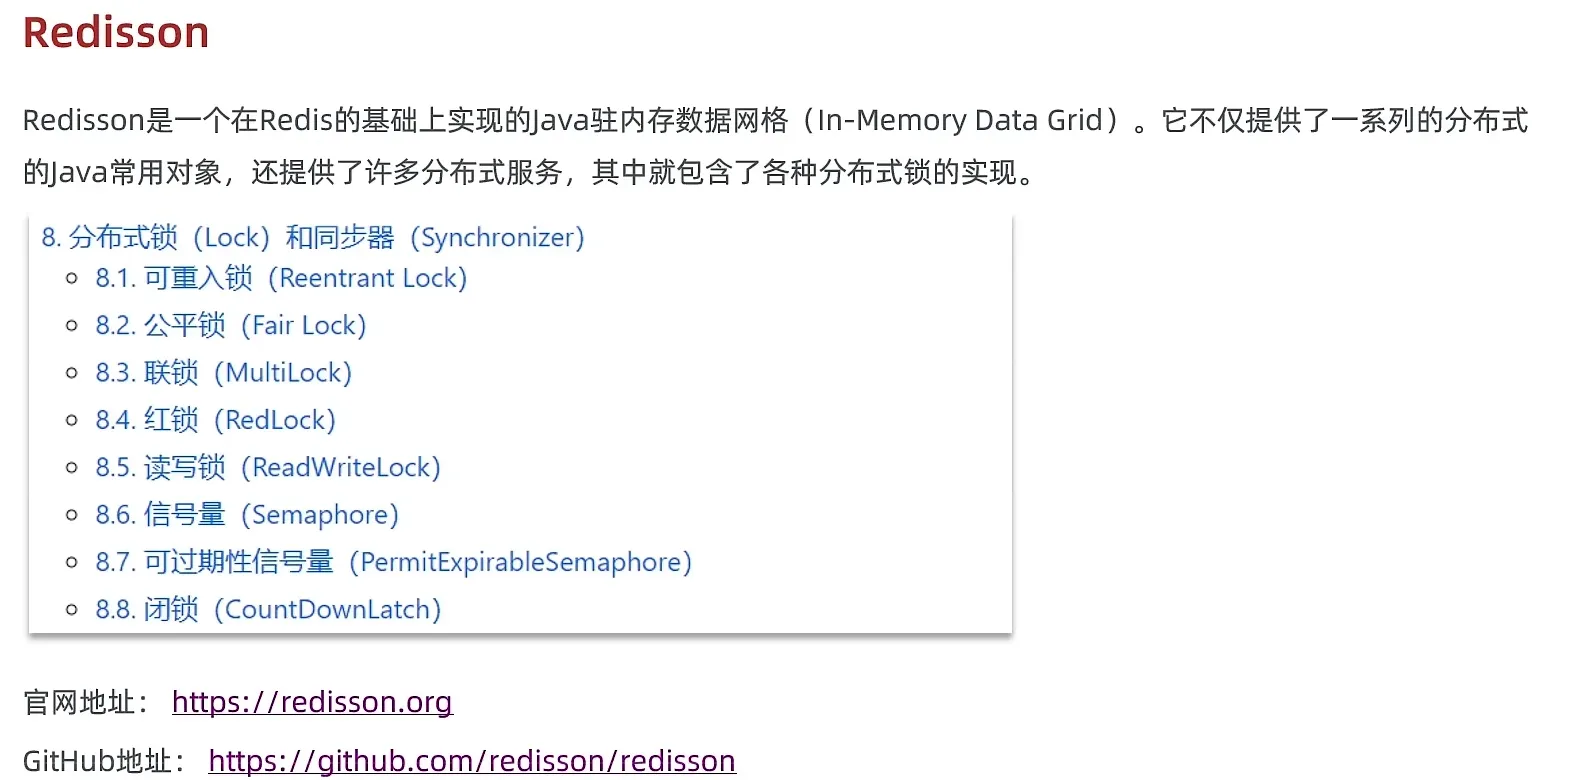 Redisson
Redisson是一个在Redis的基础上实现的Java驻内存数据网格（In-Memory Data Grid）。它不仅提供了一系列的分布式
的Java常用对象，还提供了许多分布式服务，其中就包含了各种分布式锁的实现。
8. 分布式锁（Lock）和同步器（Synchronizer）
8.1. 可重入锁（Reentrant Lock）
8.2. 公平锁（Fair Lock）
8.3. 联锁（MultiLock）
8.4. 红锁（RedLock）
8.5. 读写锁（ReadWriteLock）
8.6. 信号量（Semaphore）
8.7. 可过期性信号量（PermitExpirableSemaphore）
8.8. 闭锁（CountDownLatch）
官网地址： https://redisson.org
GitHub地址： https://github.com/redisson/redisson